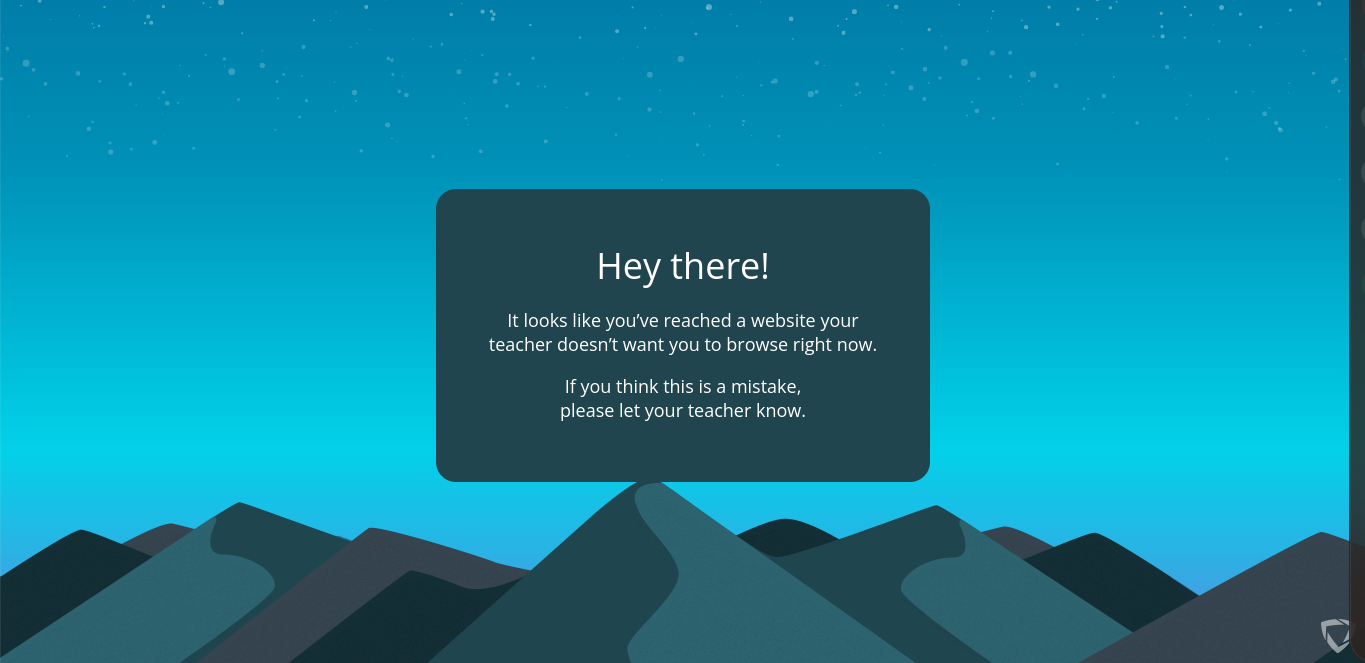 Hey there!
It looks like you’ve reached a website your
teacher doesn’t want you to browse right now.
If you think this is a mistake,
please let your teacher know.